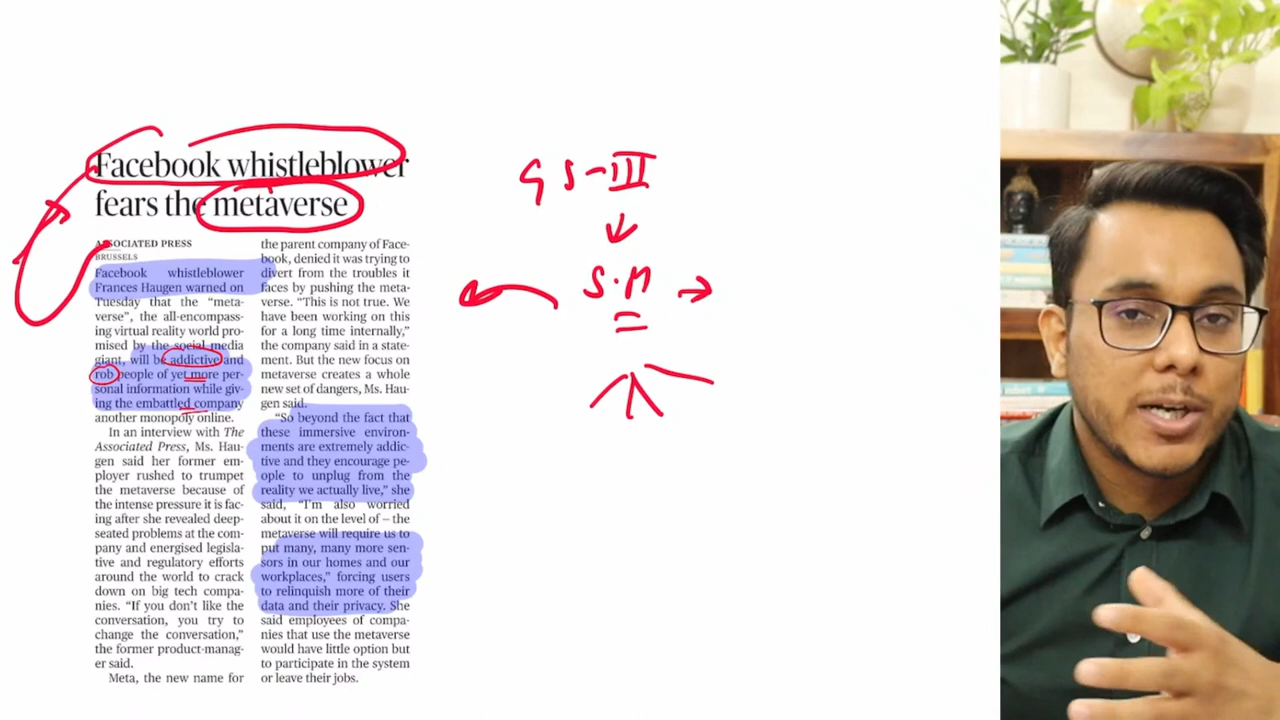 Facebook whistleblower
fears the metaverse
ASSOCIATED PRESS
BRUSSELS
Facebook whistleblower
Frances Haugen warned on
Tuesday that the “meta-
verse”, the all-encompass-
ing virtual reality world pro-
mised by the social media
giant, will be addictive and
rob people of yet more per-
sonal information while giv-
ing the embattled company
another monopoly online.
In an interview with The
Associated Press, Ms. Hau-
gen said her former em-
ployer rushed to trumpet
the metaverse because of
the intense pressure it is fac-
ing after she revealed deep-
seated problems at the com-
pany and energised legisla-
tive and regulatory efforts
around the world to crack
down on big tech compa-
nies. “If you don’t like the
conversation, you try to
change the conversation,”
the former product-manag-
er said.
Meta, the new name for
the parent company of Face-
book, denied it was trying to
divert from the troubles it
faces by pushing the meta-
verse. “This is not true. We
have been working on this
for a long time internally,”
the company said in a state-
ment. But the new focus on
metaverse creates a whole
new set of dangers, Ms. Hau-
gen said.
“So beyond the fact that
these immersive environ-
ments are extremely addic-
tive and they encourage pe-
ople to unplug from the
reality we actually live,” she
said, “I’m also worried
about it on the level of – the
metaverse will require us to
put many, many more sen-
sors in our homes and our
workplaces,” forcing users
to relinquish more of their
data and their privacy. She
said employees of compa-
nies that use the metaverse
would have little option but
to participate in the system
or leave their jobs.
GS-III
S.M